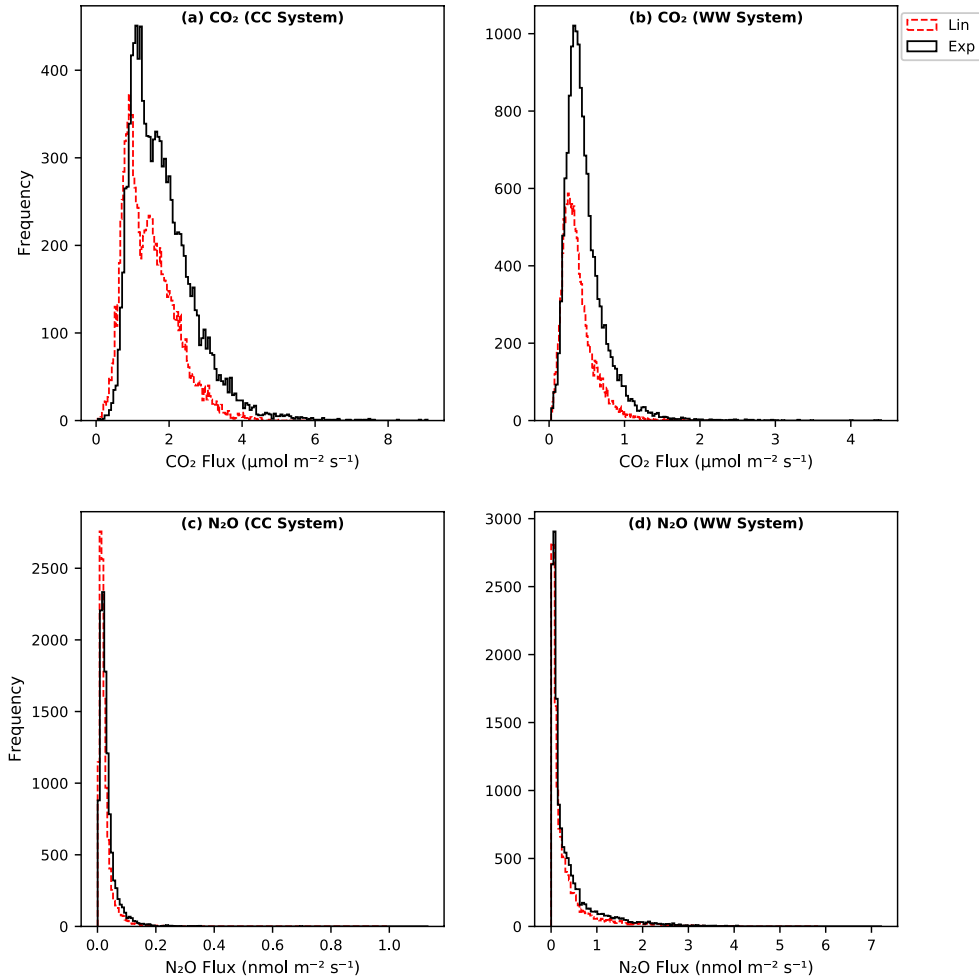 (a) CO₂ (CC System)
(b) CO₂ (WW System)
Lin
Exp
400
300
200
100
0
Frequency
0 2 4 6 8
CO₂ Flux (μmol m⁻² s⁻¹)
1000
800
600
400
200
0
0 1 2 3 4
CO₂ Flux (μmol m⁻² s⁻¹)
(c) N₂O (CC System)
2500
2000
1500
1000
500
0
Frequency
0.0 0.2 0.4 0.6 0.8 1.0
N₂O Flux (nmol m⁻² s⁻¹)
(d) N₂O (WW System)
3000
2500
2000
1500
1000
500
0
0 1 2 3 4 5 6 7
N₂O Flux (nmol m⁻² s⁻¹)